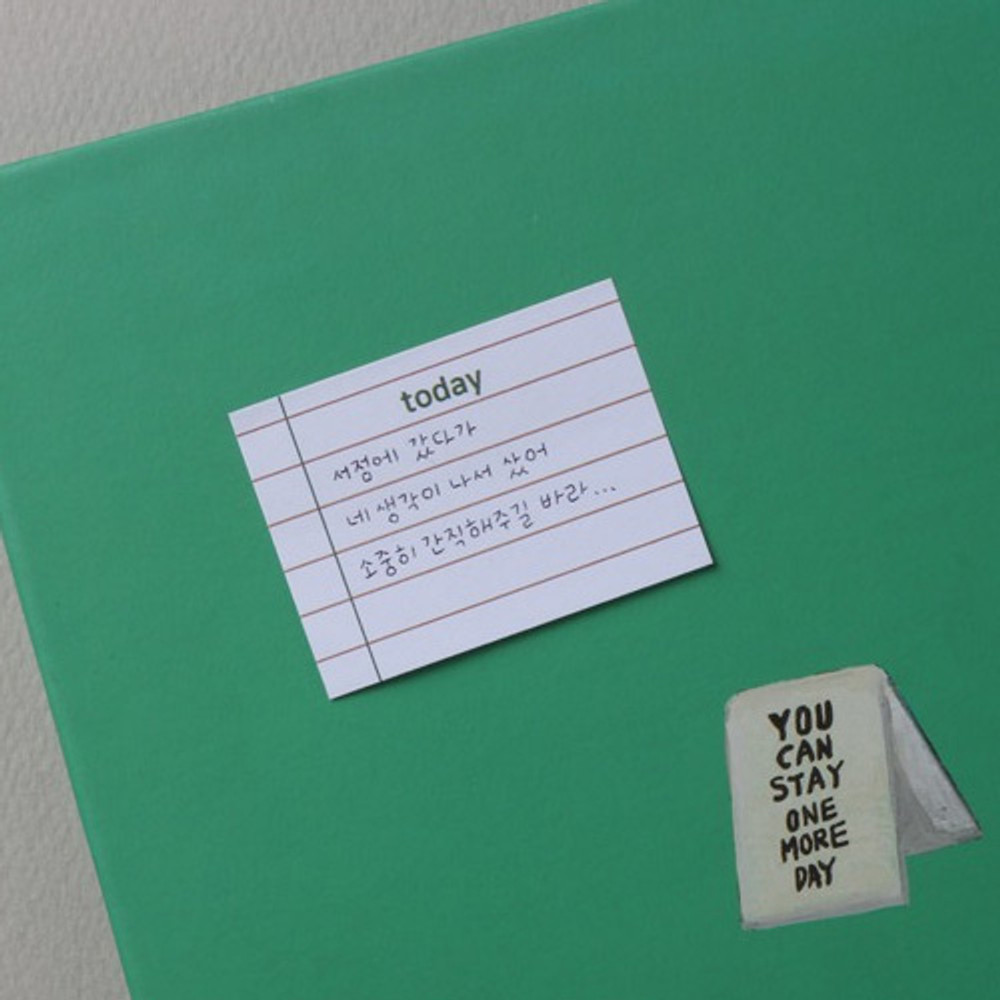 today
서점에 갔다가
네 생각이 나서 샀어
소중히 간직해주길 바라...
YOU
CAN
STAY
ONE
MORE
DAY